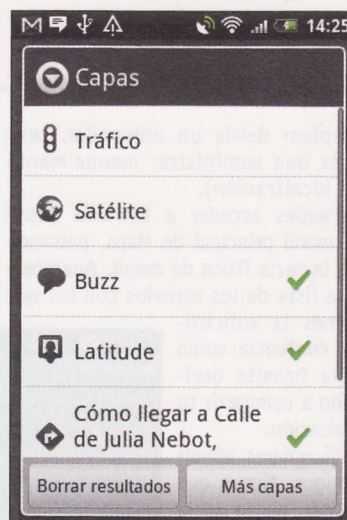 14:25
Capas
Tráfico
Satélite
Buzz
Latitude
Cómo llegar a Calle
de Julia Nebot,
Borrar resultados
Más capas